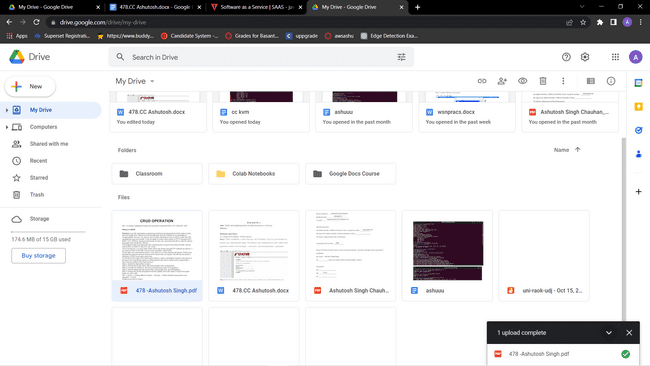 My Drive - Google Drive
478.CC Ashutosh.docx - Google D
Software as a Service | SAAS - ja
My Drive - Google Drive
drive.google.com/drive/my-drive
Apps
Superset Registrati...
https://www.buddy...
Candidate System -...
Grades for Basant...
upgrade
awsashu
Edge Detection Exa...
Drive
Search in Drive
A
New
My Drive
Computers
Shared with me
Recent
Starred
Trash
Storage
174.6 MB of 15 GB used
Buy storage
My Drive
478.CC Ashutosh.docx
You edited today
cc kvm
You opened today
ashuuu
You opened in the past month
wsnpracs.docx
You opened in the past week
Ashutosh Singh Chauhan_...
You opened in the past month
Folders
Name
Classroom
Colab Notebooks
Google Docs Course
Files
CRUD OPERATION
478 -Ashutosh Singh.pdf
478.CC Ashutosh.docx
Ashutosh Singh Chauh...
ashuuu
uni-raok-udj - Oct 15, 2...
1 upload complete
478 -Ashutosh Singh.pdf